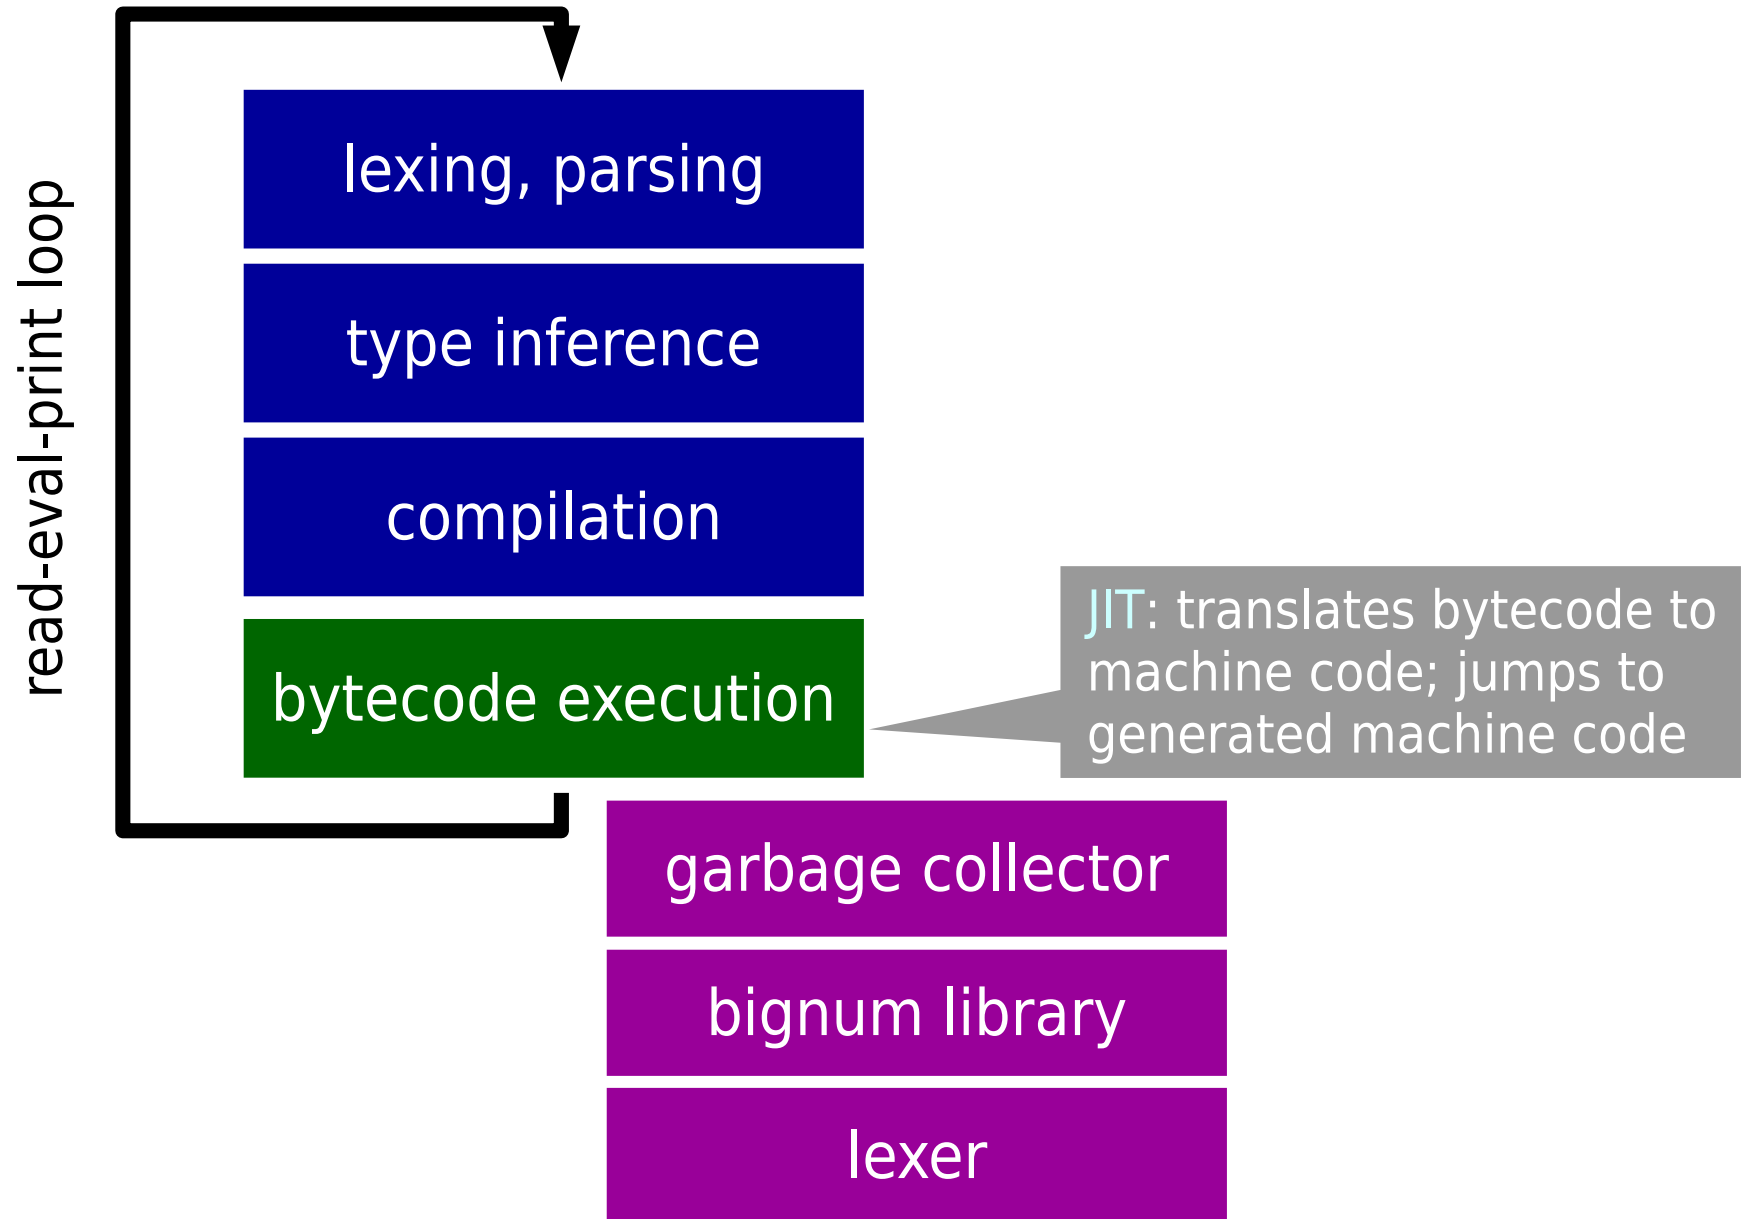 read-eval-print loop
lexing, parsing
type inference
compilation
bytecode execution
JIT: translates bytecode to
machine code; jumps to
generated machine code
garbage collector
bignum library
lexer